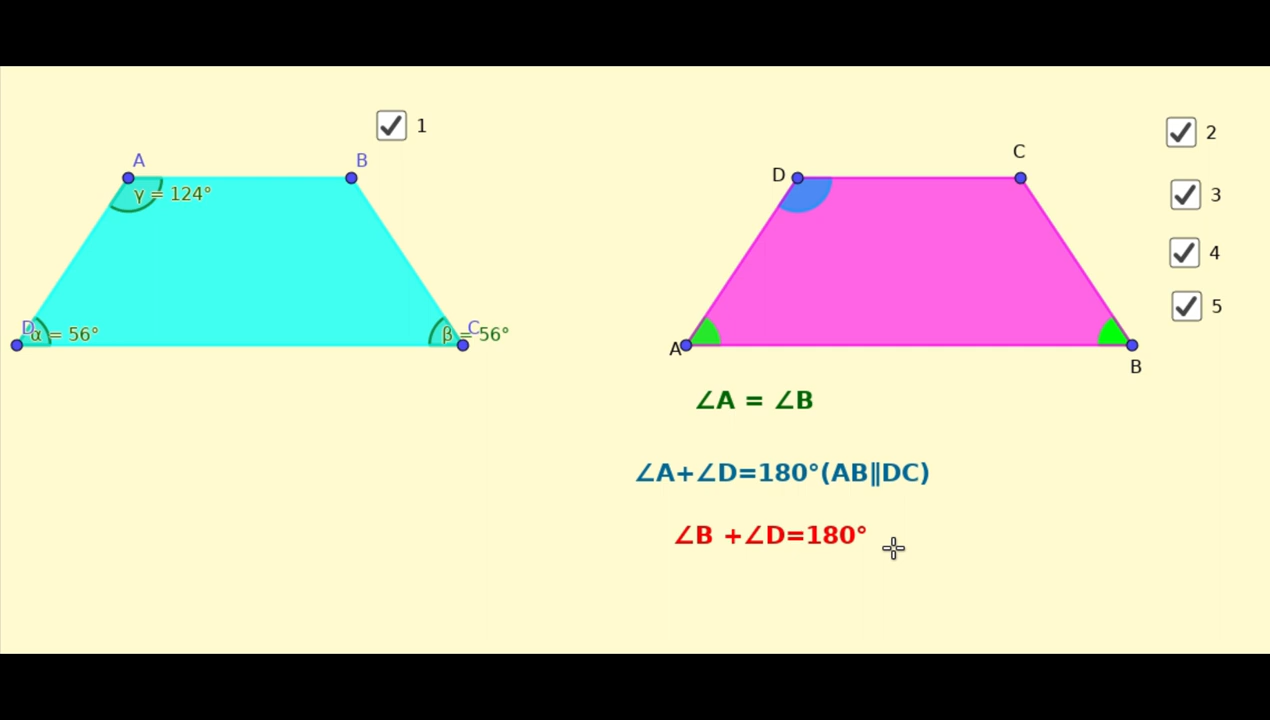 1
A
B
γ = 124°
D
α = 56°
C
β = 56°
2
3
4
5
C
D
A
B
∠A = ∠B
∠A+∠D=180°(AB∥DC)
∠B +∠D=180°